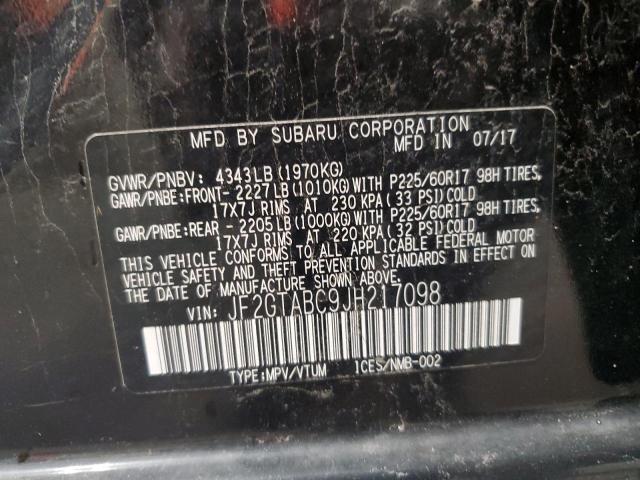 MFD BY SUBARU CORPORATION
MFD IN 07/17
GVWR/PNBV: 4343LB(1970KG)
GAWR/PNBE:FRONT- 2227LB(1010KG)WITH P225/60R17 98H TIRES,
17X7J RIMS AT 230 KPA(33 PSI)COLD
GAWR/PNBE:REAR - 2205LB(1000KG)WITH P225/60R17 98H TIRES,
17X7J RIMS AT 220 KPA(32 PSI)COLD
THIS VEHICLE CONFORMS TO ALL APPLICABLE FEDERAL MOTOR
VEHICLE SAFETY AND THEFT PREVENTION STANDARDS IN EFFECT
ON THE DATE OF MANUFACTURE SHOWN ABOVE.
VIN: JF2GTABC9JH217098
TYPE:MPV/VTUM ICES/NMB-002